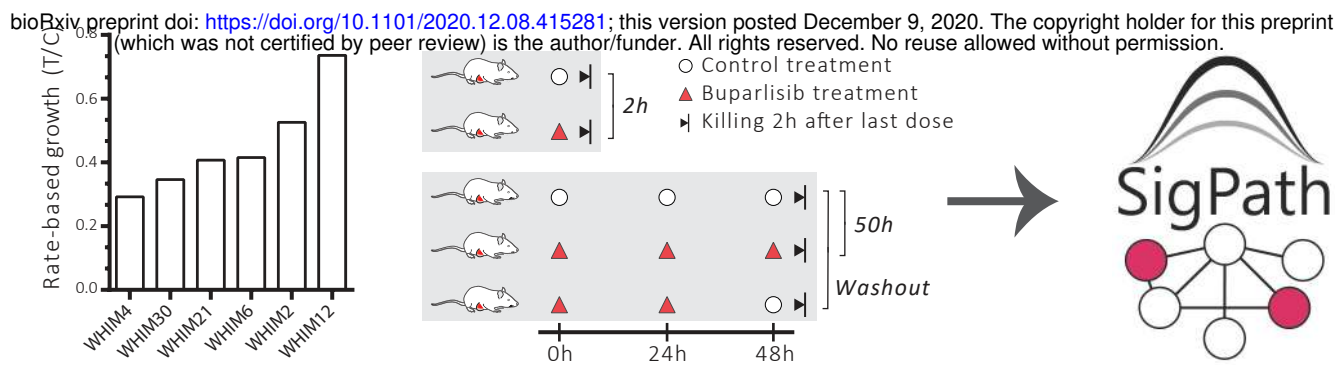 bioRxiv preprint doi: https://doi.org/10.1101/2020.12.08.415281; this version posted December 9, 2020. The copyright holder for this preprint
(which was not certified by peer review) is the author/funder. All rights reserved. No reuse allowed without permission.
Rate-based growth (T/C)
0.8
0.6
0.4
0.2
0.0
WHIM4
WHIM30
WHIM21
WHIM6
WHIM2
WHIM12
2h
Control treatment
Buparlisib treatment
Killing 2h after last dose
50h
Washout
0h 24h 48h
SigPath